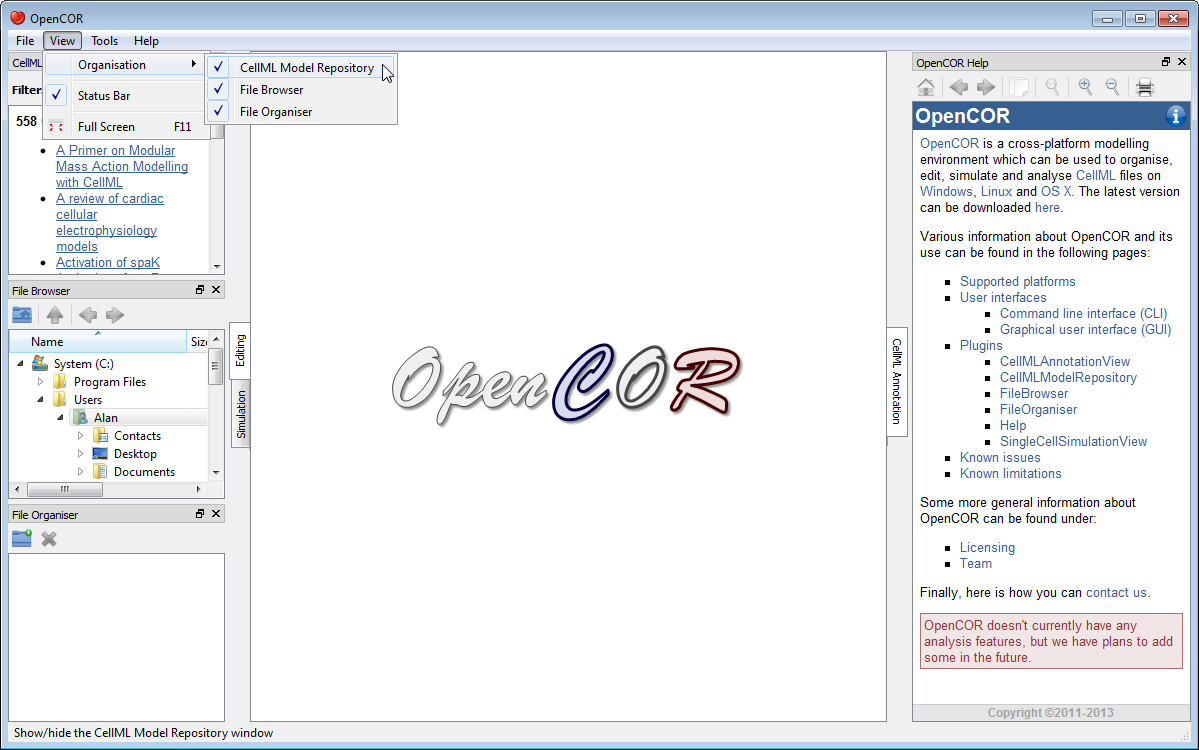 OpenCOR
File View Tools Help
CellML
Organisation
CellML Model Repository
File Browser
File Organiser
Status Bar
Full Screen F11
Filter
558
A Primer on Modular
Mass Action Modelling
with CellML
A review of cardiac
cellular
electrophysiology
models
Activation of spaK
File Browser
Name Size
System (C:)
Program Files
Users
Alan
Contacts
Desktop
Documents
File Organiser
Editing
Simulation
OpenCOR
CellML Annotation
OpenCOR Help
OpenCOR
OpenCOR is a cross-platform modelling
environment which can be used to organise,
edit, simulate and analyse CellML files on
Windows, Linux and OS X. The latest version
can be downloaded here.
Various information about OpenCOR and its
use can be found in the following pages:
Supported platforms
User interfaces
Command line interface (CLI)
Graphical user interface (GUI)
Plugins
CellMLAnnotationView
CellMLModelRepository
FileBrowser
FileOrganiser
Help
SingleCellSimulationView
Known issues
Known limitations
Some more general information about
OpenCOR can be found under:
Licensing
Team
Finally, here is how you can contact us.
OpenCOR doesn't currently have any
analysis features, but we have plans to add
some in the future.
Copyright ©2011-2013
Show/hide the CellML Model Repository window